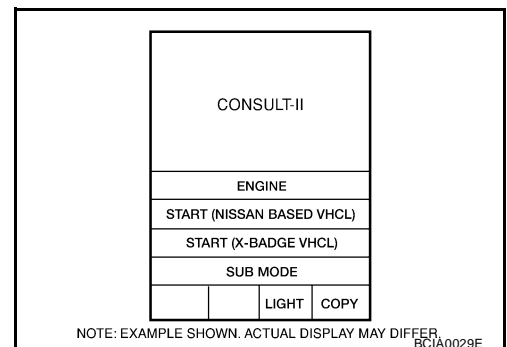 CONSULT-II
ENGINE
START (NISSAN BASED VHCL)
START (X-BADGE VHCL)
SUB MODE
LIGHT COPY
NOTE: EXAMPLE SHOWN. ACTUAL DISPLAY MAY DIFFER.
BCIA0029E